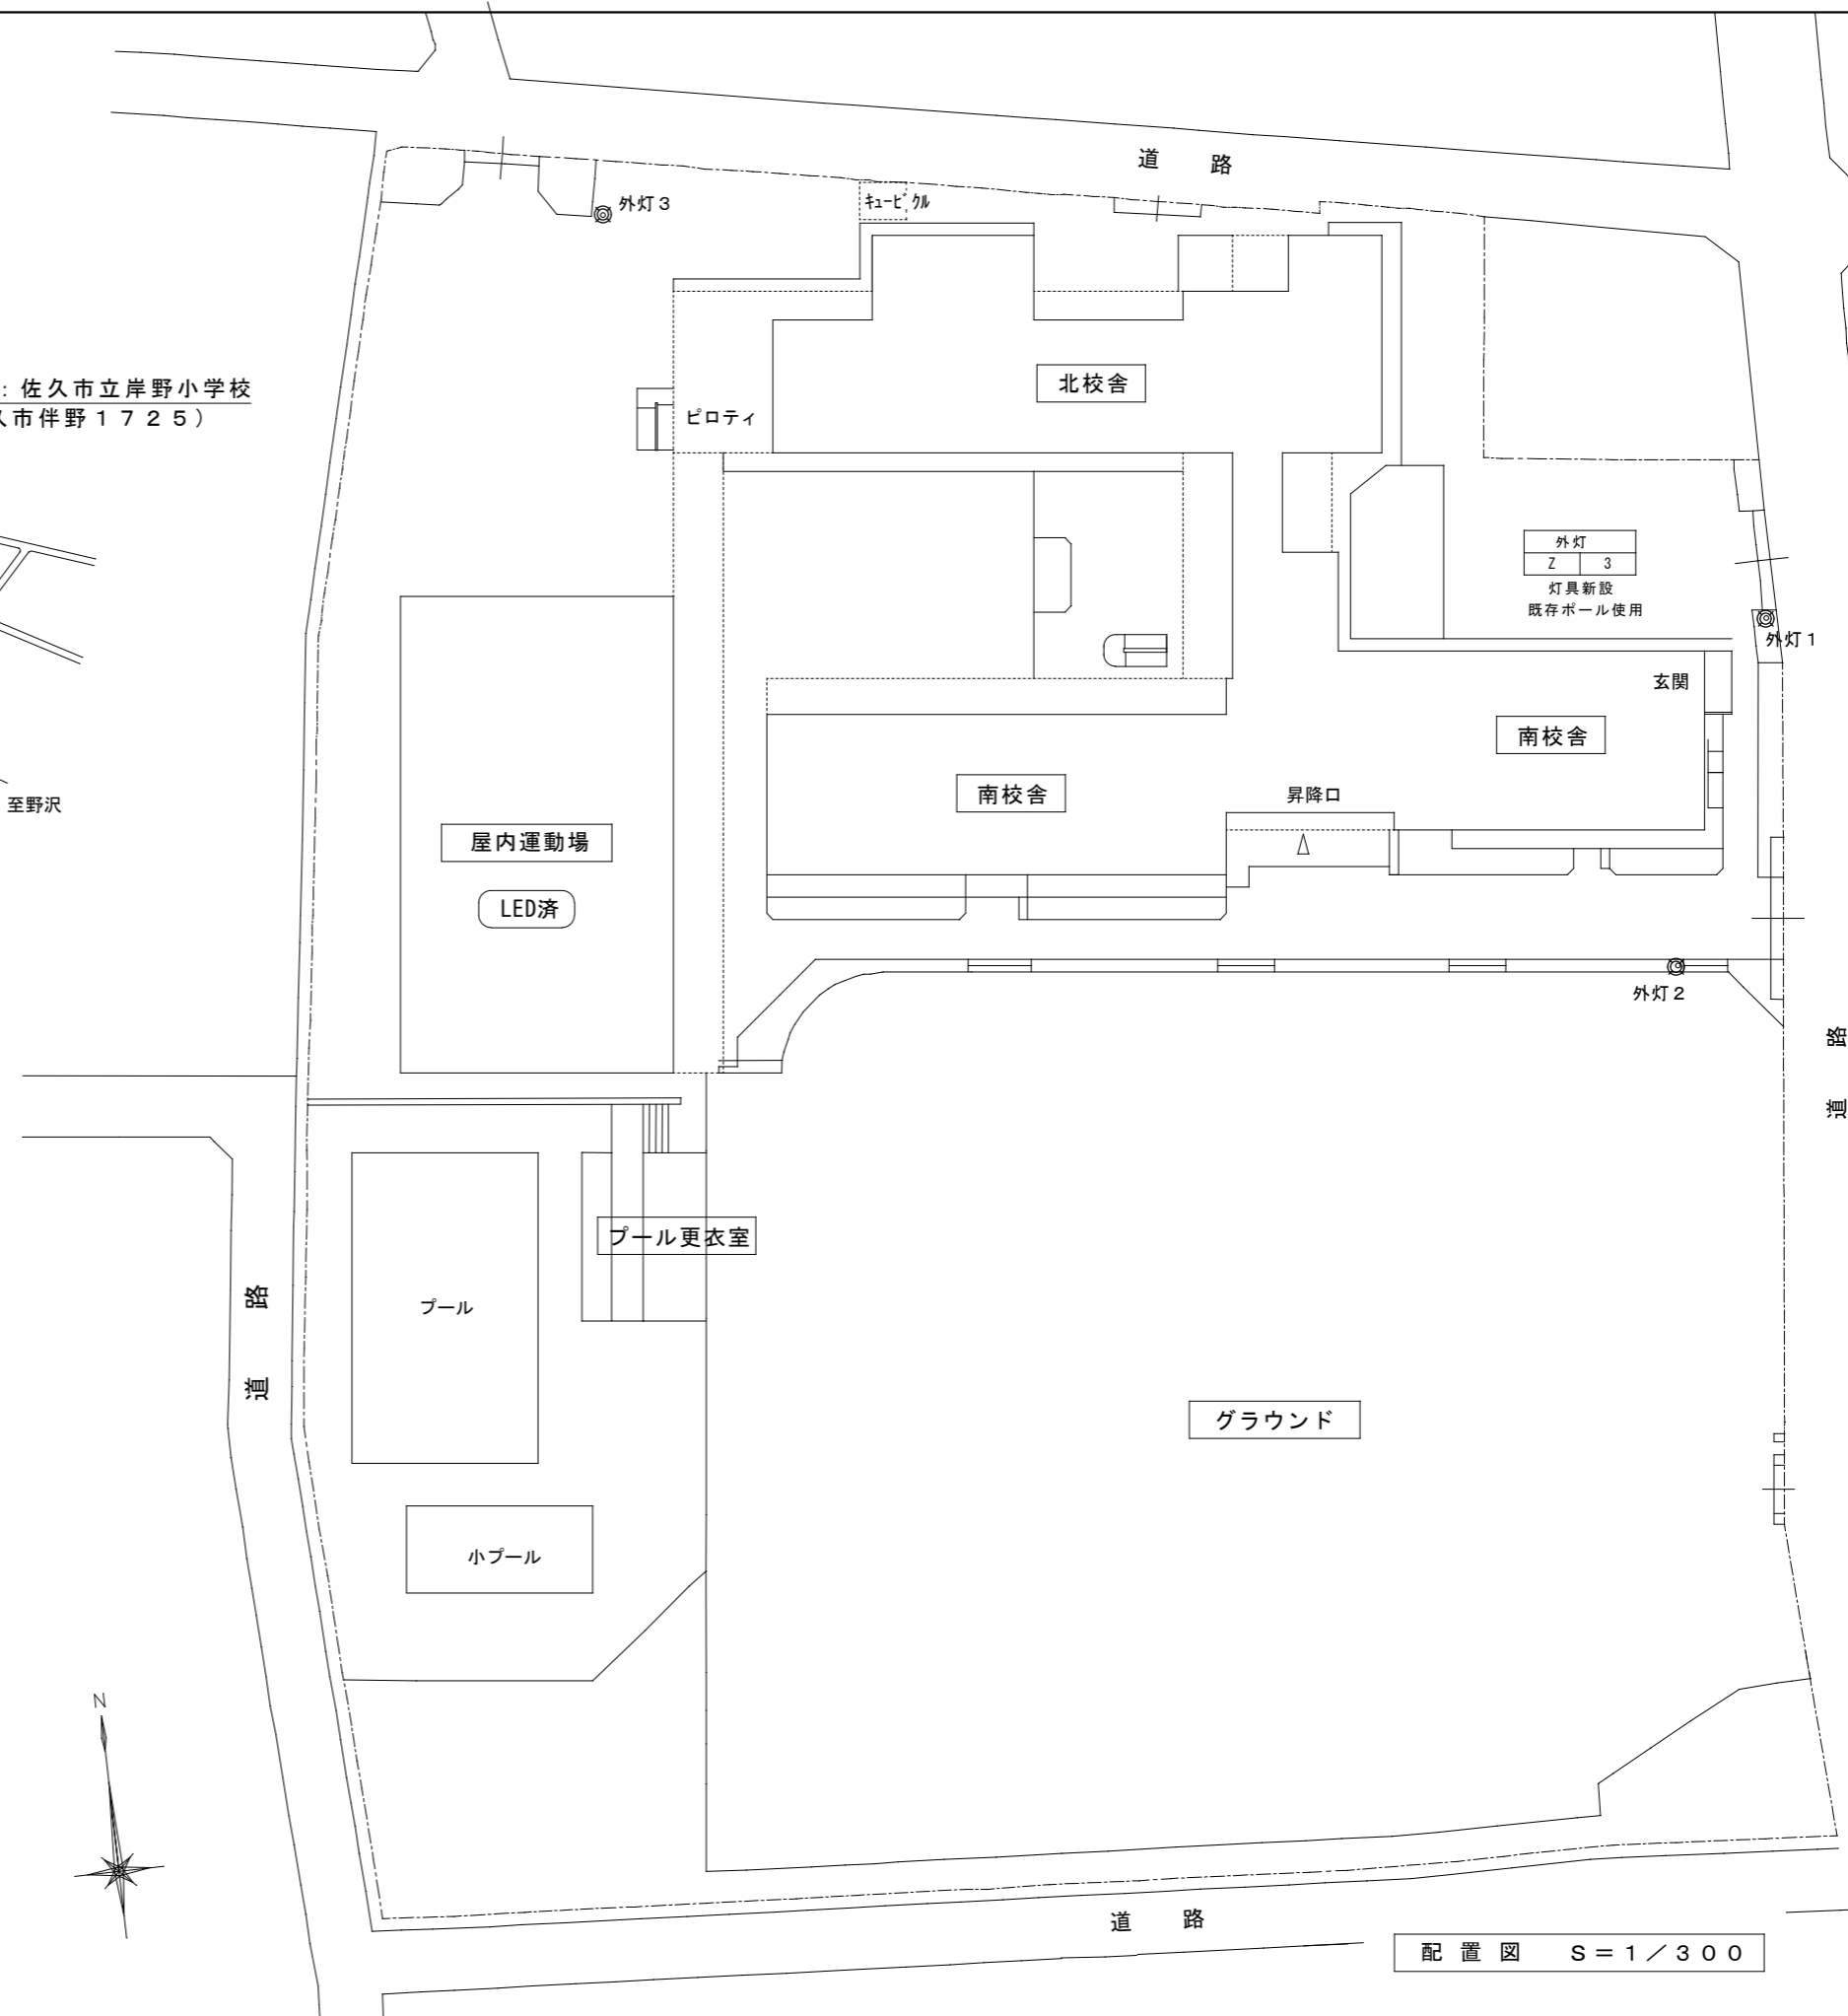 道 路
外灯３
ｷｭｰﾋﾞｸﾙ
: 佐久市立岸野小学校
久市伴野１７２５）
北校舎
ピロティ
外灯
Z 3
灯具新設
既存ポール使用
外灯１
玄関
南校舎
南校舎
昇降口
至野沢
屋内運動場
LED済
外灯２
道 路
プール更衣室
プール
道 路
グラウンド
小プール
N
道 路
配 置 図 Ｓ＝１／３００